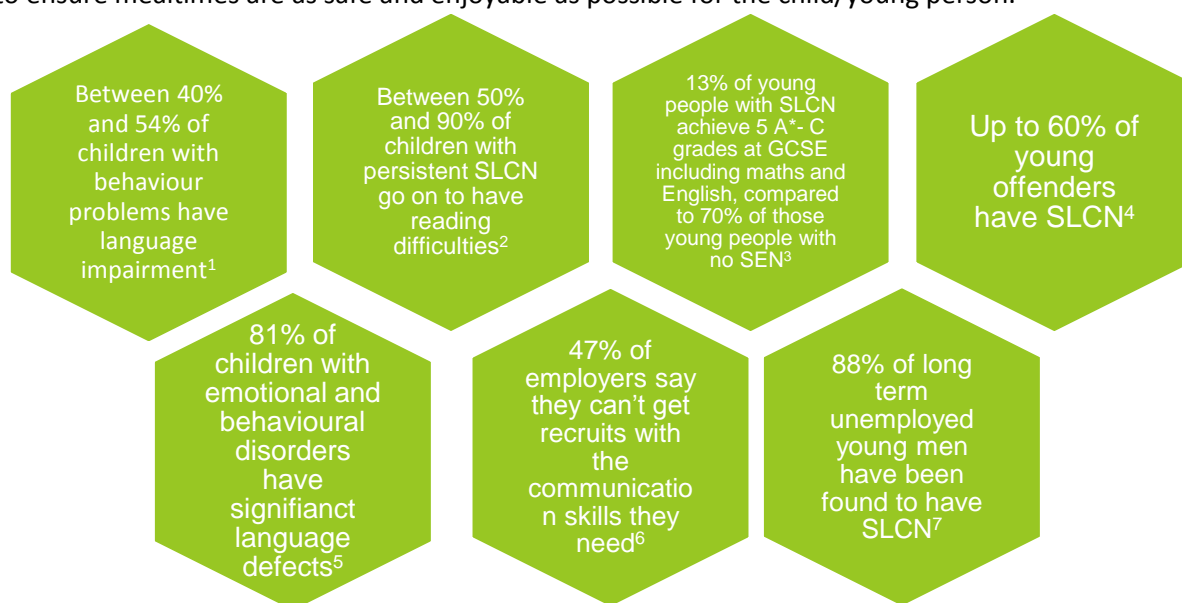 to ensure mealtimes are as safe and enjoyable as possible for the child/young person.
Between 40%
and 54% of
children with
behaviour
problems have
language
impairment¹
Between 50%
and 90% of
children with
persistent SLCN
go on to have
reading
difficulties²
13% of young
people with SLCN
achieve 5 A*- C
grades at GCSE
including maths and
English, compared
to 70% of those
young people with
no SEN³
Up to 60% of
young
offenders
have SLCN⁴
81% of
children with
emotional and
behavioural
disorders
have
signifianct
language
defects⁵
47% of
employers say
they can’t get
recruits with
the
communicatio
n skills they
need⁶
88% of long
term
unemployed
young men
have been
found to have
SLCN⁷